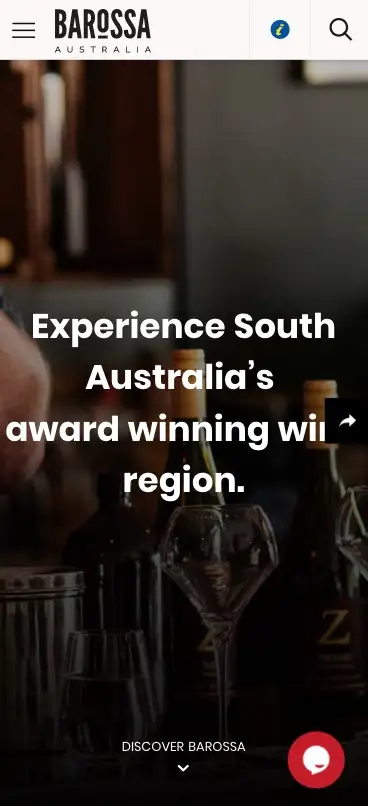 BAROSSA
AUSTRALIA
i
Experience South
Australia’s
award winning
region.
Z
Z
DISCOVER BAROSSA